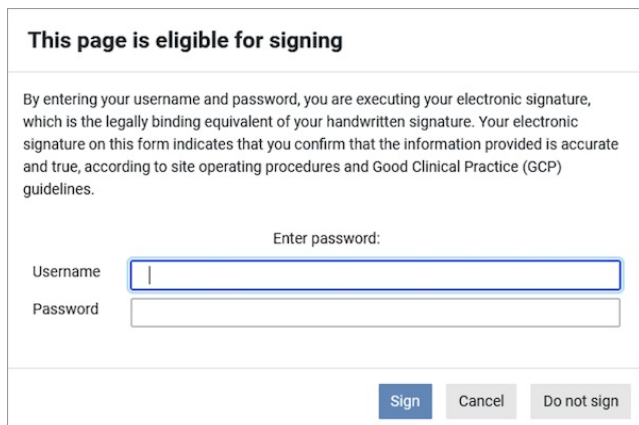 This page is eligible for signing
By entering your username and password, you are executing your electronic signature,
which is the legally binding equivalent of your handwritten signature. Your electronic
signature on this form indicates that you confirm that the information provided is accurate
and true, according to site operating procedures and Good Clinical Practice (GCP)
guidelines.
Enter password:
Username
Password
Sign Cancel Do not sign